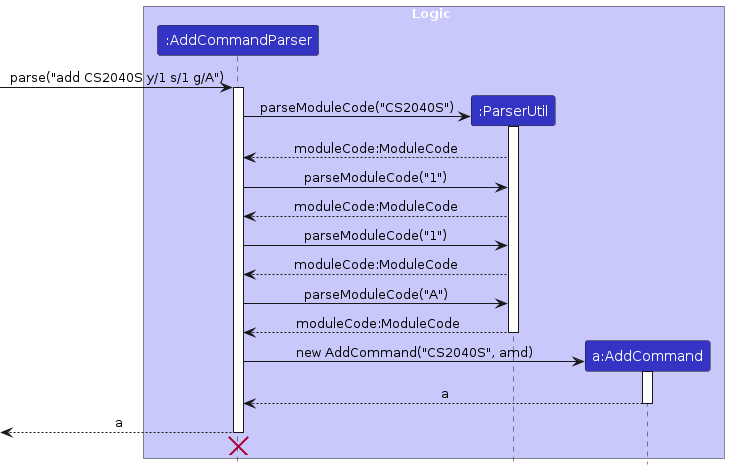 Logic
:AddCommandParser
parse("add CS2040S y/1 s/1 g/A")
parseModuleCode("CS2040S")
:ParserUtil
moduleCode:ModuleCode
parseModuleCode("1")
moduleCode:ModuleCode
parseModuleCode("1")
moduleCode:ModuleCode
parseModuleCode("A")
moduleCode:ModuleCode
new AddCommand("CS2040S", amd)
a:AddCommand
a
a